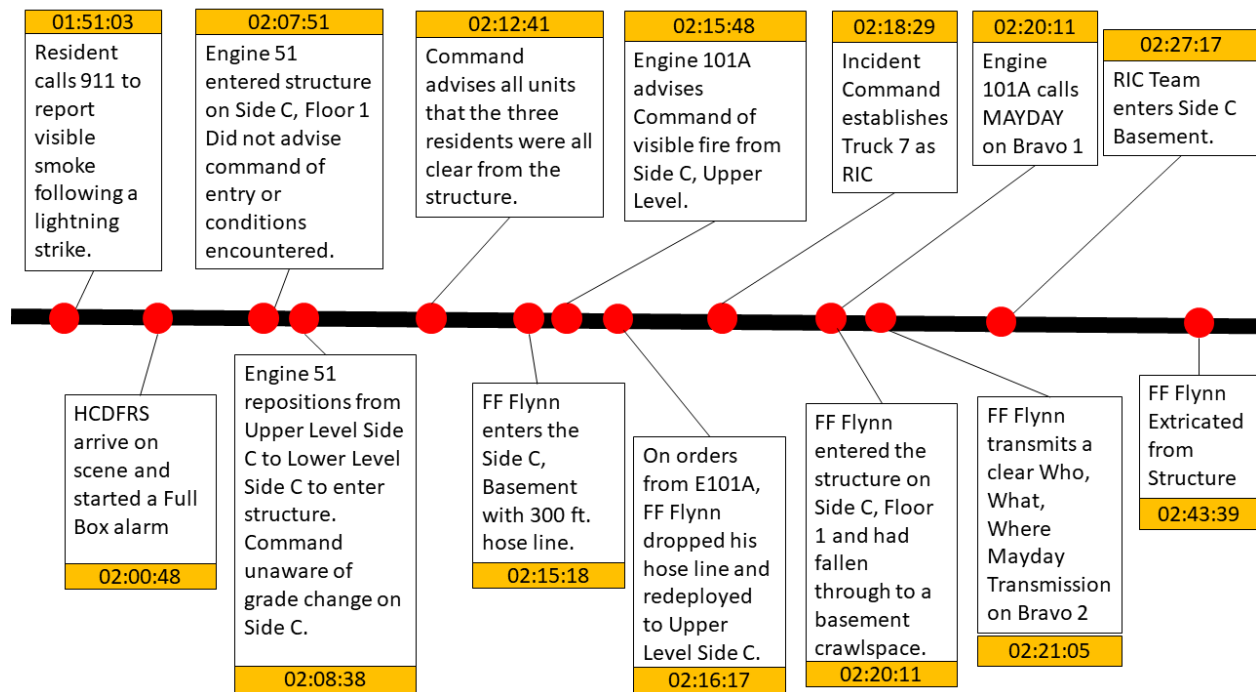 01:51:03
Resident
calls 911 to
report
visible
smoke
following a
lightning
strike.
02:07:51
Engine 51
entered structure
on Side C, Floor 1
Did not advise
command of
entry or
conditions
encountered.
02:12:41
Command
advises all units
that the three
residents were all
clear from the
structure.
02:15:48
Engine 101A
advises
Command of
visible fire from
Side C, Upper
Level.
02:18:29
Incident
Command
establishes
Truck 7 as
RIC
02:20:11
Engine
101A calls
MAYDAY
on Bravo 1
02:27:17
RIC Team
enters Side C
Basement.
HCDFRS
arrive on
scene and
started a Full
Box alarm
02:00:48
Engine 51
repositions from
Upper Level Side
C to Lower Level
Side C to enter
structure.
Command
unaware of
grade change on
Side C.
02:08:38
FF Flynn
enters the
Side C,
Basement
with 300 ft.
hose line.
02:15:18
On orders
from E101A,
FF Flynn
dropped his
hose line and
redeployed
to Upper
Level Side C.
02:16:17
FF Flynn
entered the
structure on
Side C, Floor
1 and had
fallen
through to a
basement
crawlspace.
02:20:11
FF Flynn
transmits a
clear Who,
What,
Where
Mayday
Transmission
on Bravo 2
02:21:05
FF Flynn
Extricated
from
Structure
02:43:39